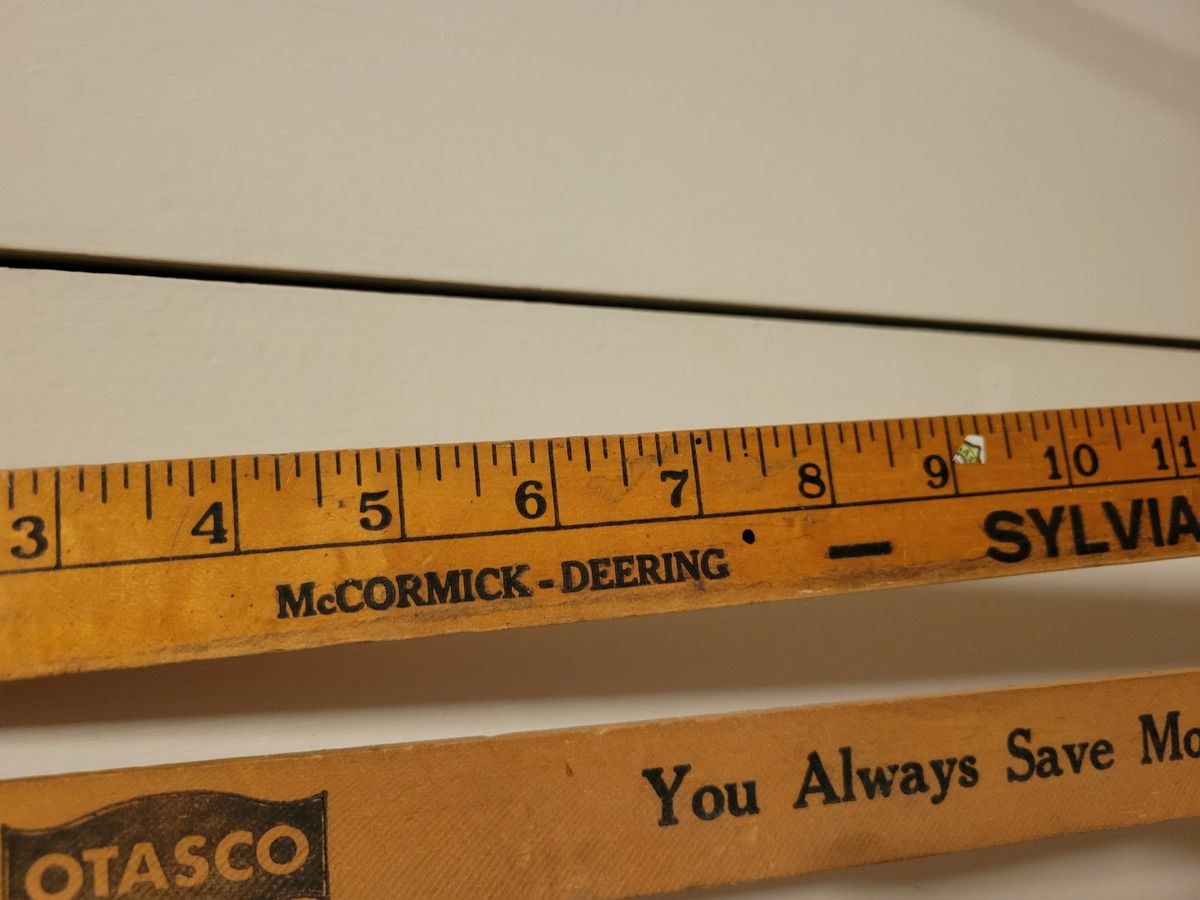 3 4 5 6 7 8 9 10 11
McCORMICK - DEERING — SYLVIA
OTASCO
You Always Save Mo